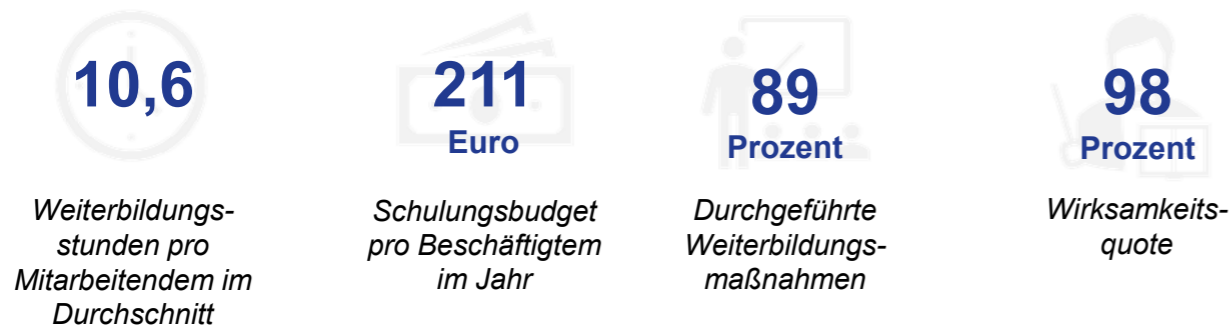 10,6
Weiterbildungs-
stunden pro
Mitarbeitendem im
Durchschnitt
211
Euro
Schulungsbudget
pro Beschäftigtem
im Jahr
89
Prozent
Durchgeführte
Weiterbildungs-
maßnahmen
98
Prozent
Wirksamkeits-
quote